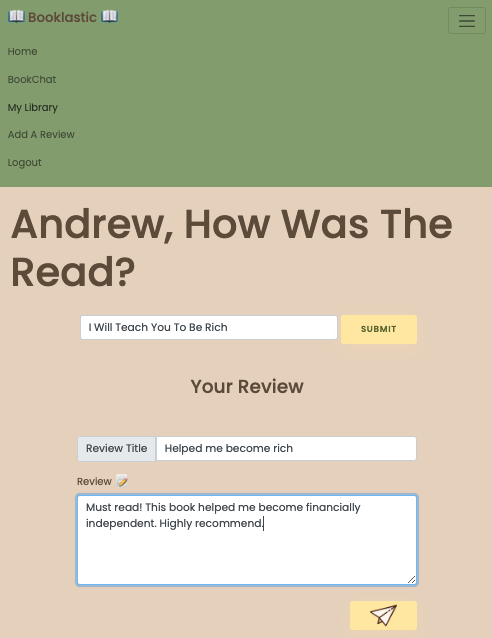 📖 Booklastic 📖
Home
BookChat
My Library
Add A Review
Logout
Andrew, How Was The
Read?
I Will Teach You To Be Rich
SUBMIT
Your Review
Review Title
Helped me become rich
Review 📝
Must read! This book helped me become financially
independent. Highly recommend.